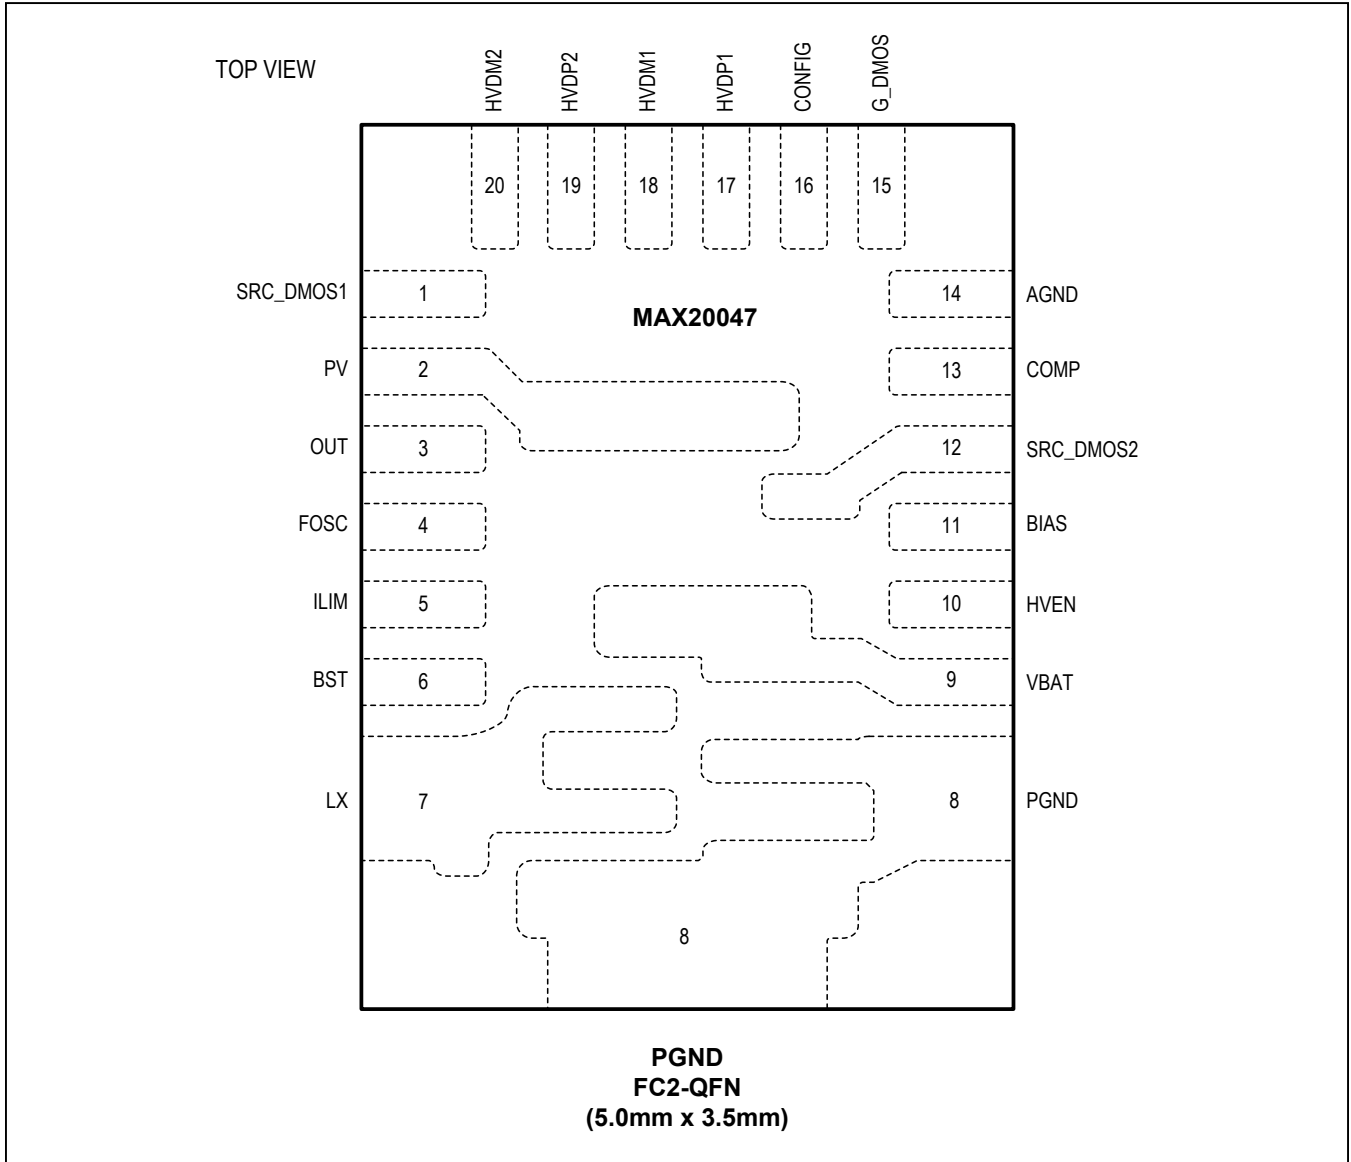 TOP VIEW
HVDM2 HVDP2 HVDM1 HVDP1 CONFIG G_DMOS
20 19 18 17 16 15
SRC_DMOS1 1 14 AGND
MAX20047
PV 2 13 COMP
OUT 3 12 SRC_DMOS2
FOSC 4 11 BIAS
ILIM 5 10 HVEN
BST 6 9 VBAT
LX 7 8 PGND
8
PGND
FC2-QFN
(5.0mm x 3.5mm)